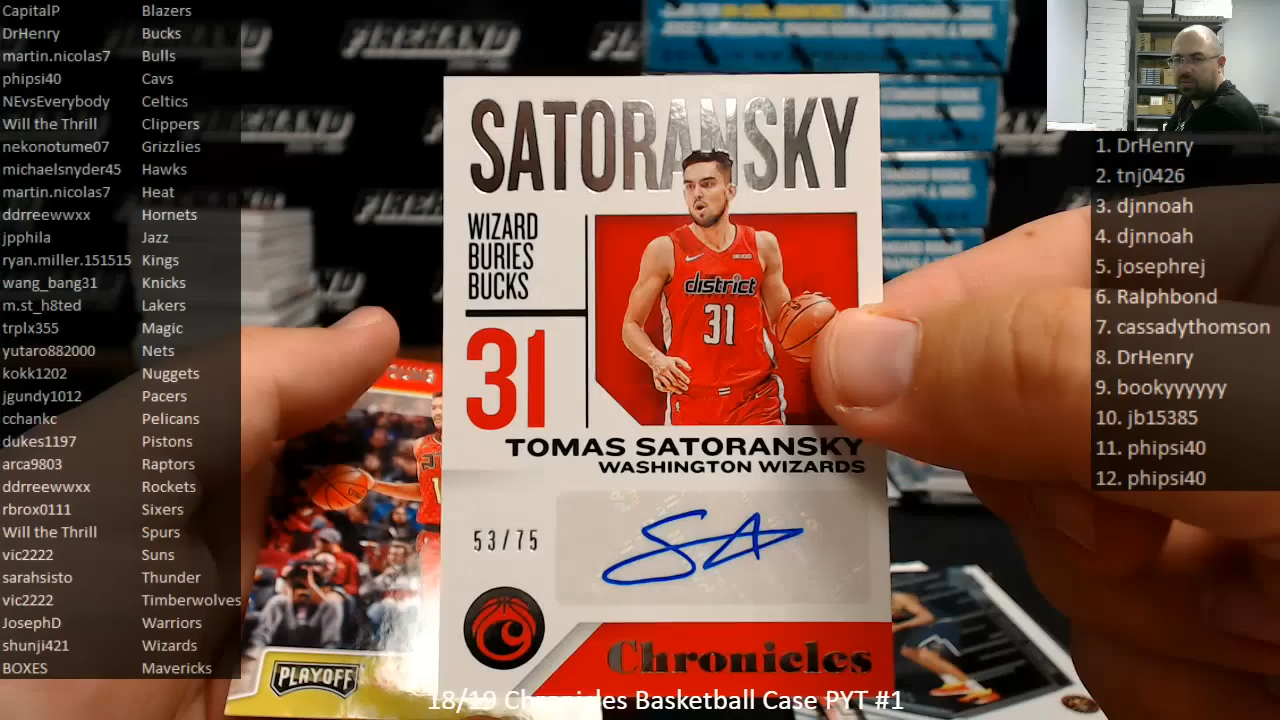 CapitalP Blazers
DrHenry Bucks
martin.nicolas7 Bulls
phipsi40 Cavs
NEvsEverybody Celtics
Will the Thrill Clippers
nekonotume07 Grizzlies
michaelsnyder45 Hawks
martin.nicolas7 Heat
ddrreewwxx Hornets
jpphila Jazz
ryan.miller.151515 Kings
wang_bang31 Knicks
m.st_h8ted Lakers
trplx355 Magic
yutaro882000 Nets
kokk1202 Nuggets
jgundy1012 Pacers
cchankc Pelicans
dukes1197 Pistons
arca9803 Raptors
ddrreewwxx Rockets
rbrox0111 Sixers
Will the Thrill Spurs
vic2222 Suns
sarahsisto Thunder
vic2222 Timberwolves
JosephD Warriors
shunji421 Wizards
BOXES Mavericks
FIREHAND
SATORANSKY
WIZARD
BURIES
BUCKS
31
district
31
TOMAS SATORANSKY
WASHINGTON WIZARDS
53/75
Chronicles
PLAYOFF
18/19 Chronicles Basketball Case PYT #1
1. DrHenry
2. tnj0426
3. djnnoah
4. djnnoah
5. josephrej
6. Ralphbond
7. cassadythomson
8. DrHenry
9. bookyyyyyy
10. jb15385
11. phipsi40
12. phipsi40